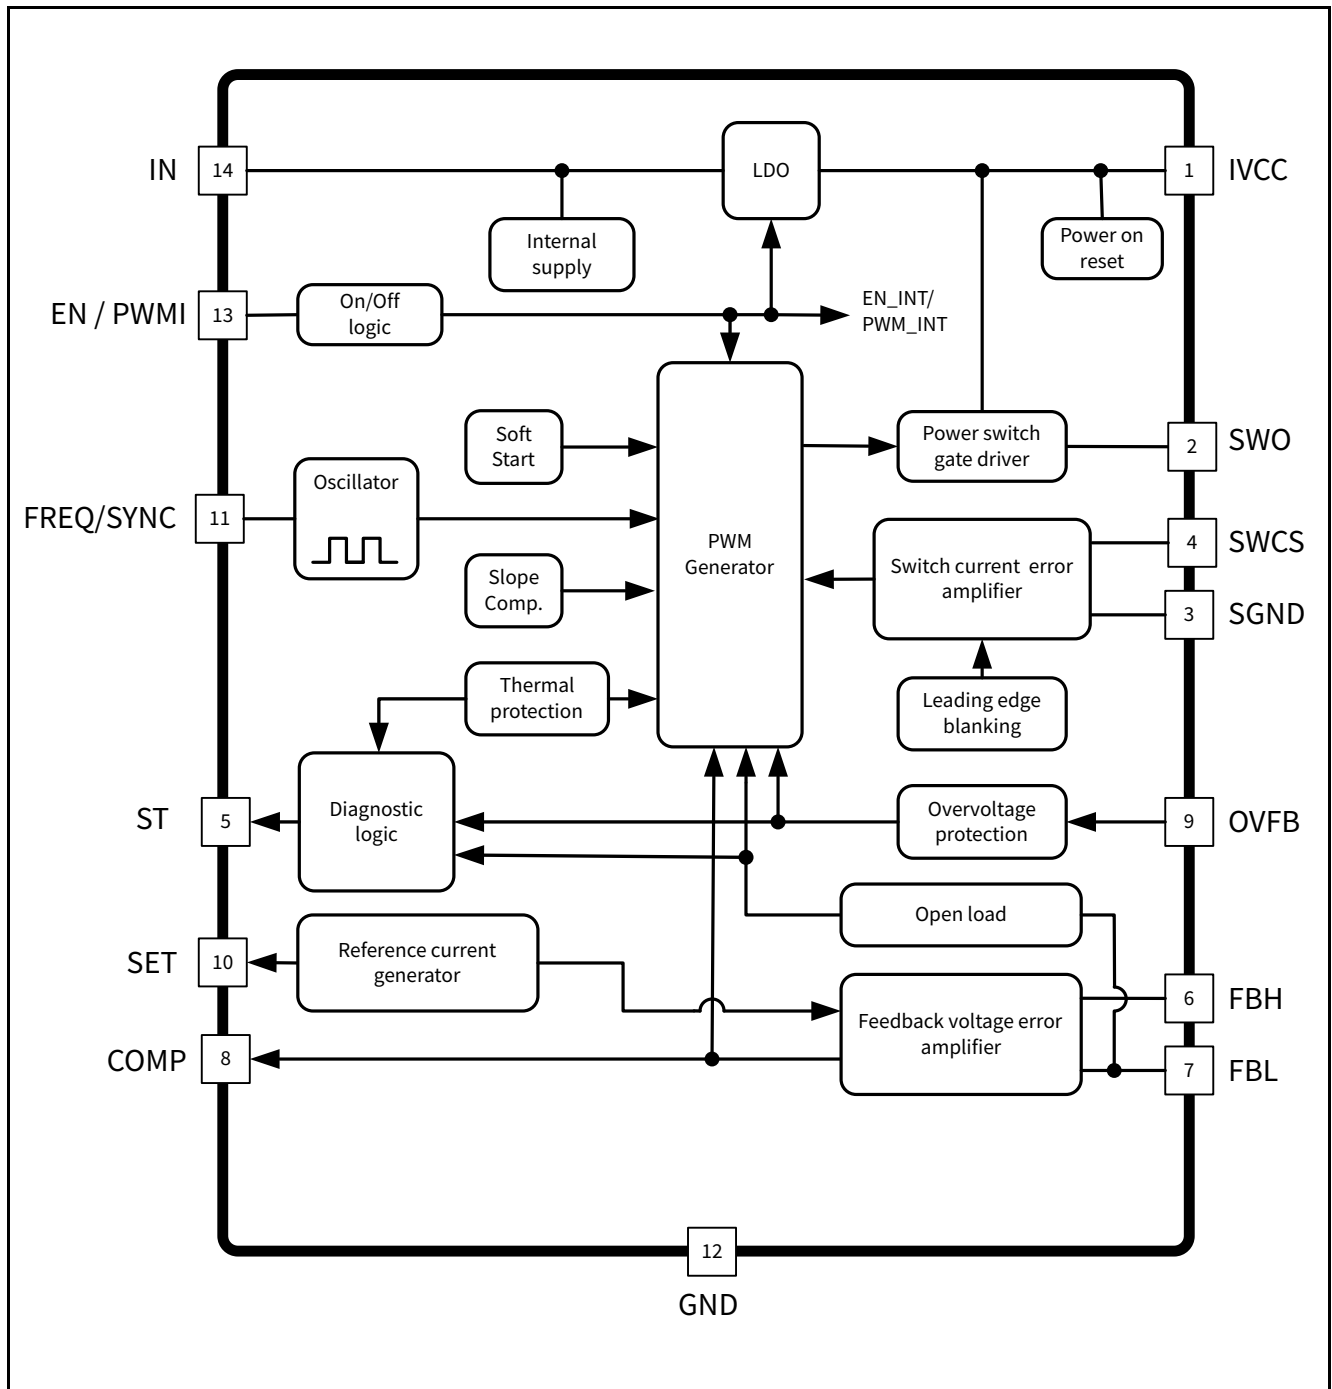 IN
14
LDO
1
IVCC
Internal
supply
Power on
reset
EN / PWMI
13
On/Off
logic
EN_INT/
PWM_INT
Soft
Start
Power switch
gate driver
2
SWO
FREQ/SYNC
11
Oscillator
PWM
Generator
Switch current error
amplifier
4
SWCS
3
SGND
Slope
Comp.
Thermal
protection
Leading edge
blanking
ST
5
Diagnostic
logic
Overvoltage
protection
9
OVFB
Open load
SET
10
Reference current
generator
Feedback voltage error
amplifier
6
FBH
COMP
8
7
FBL
12
GND